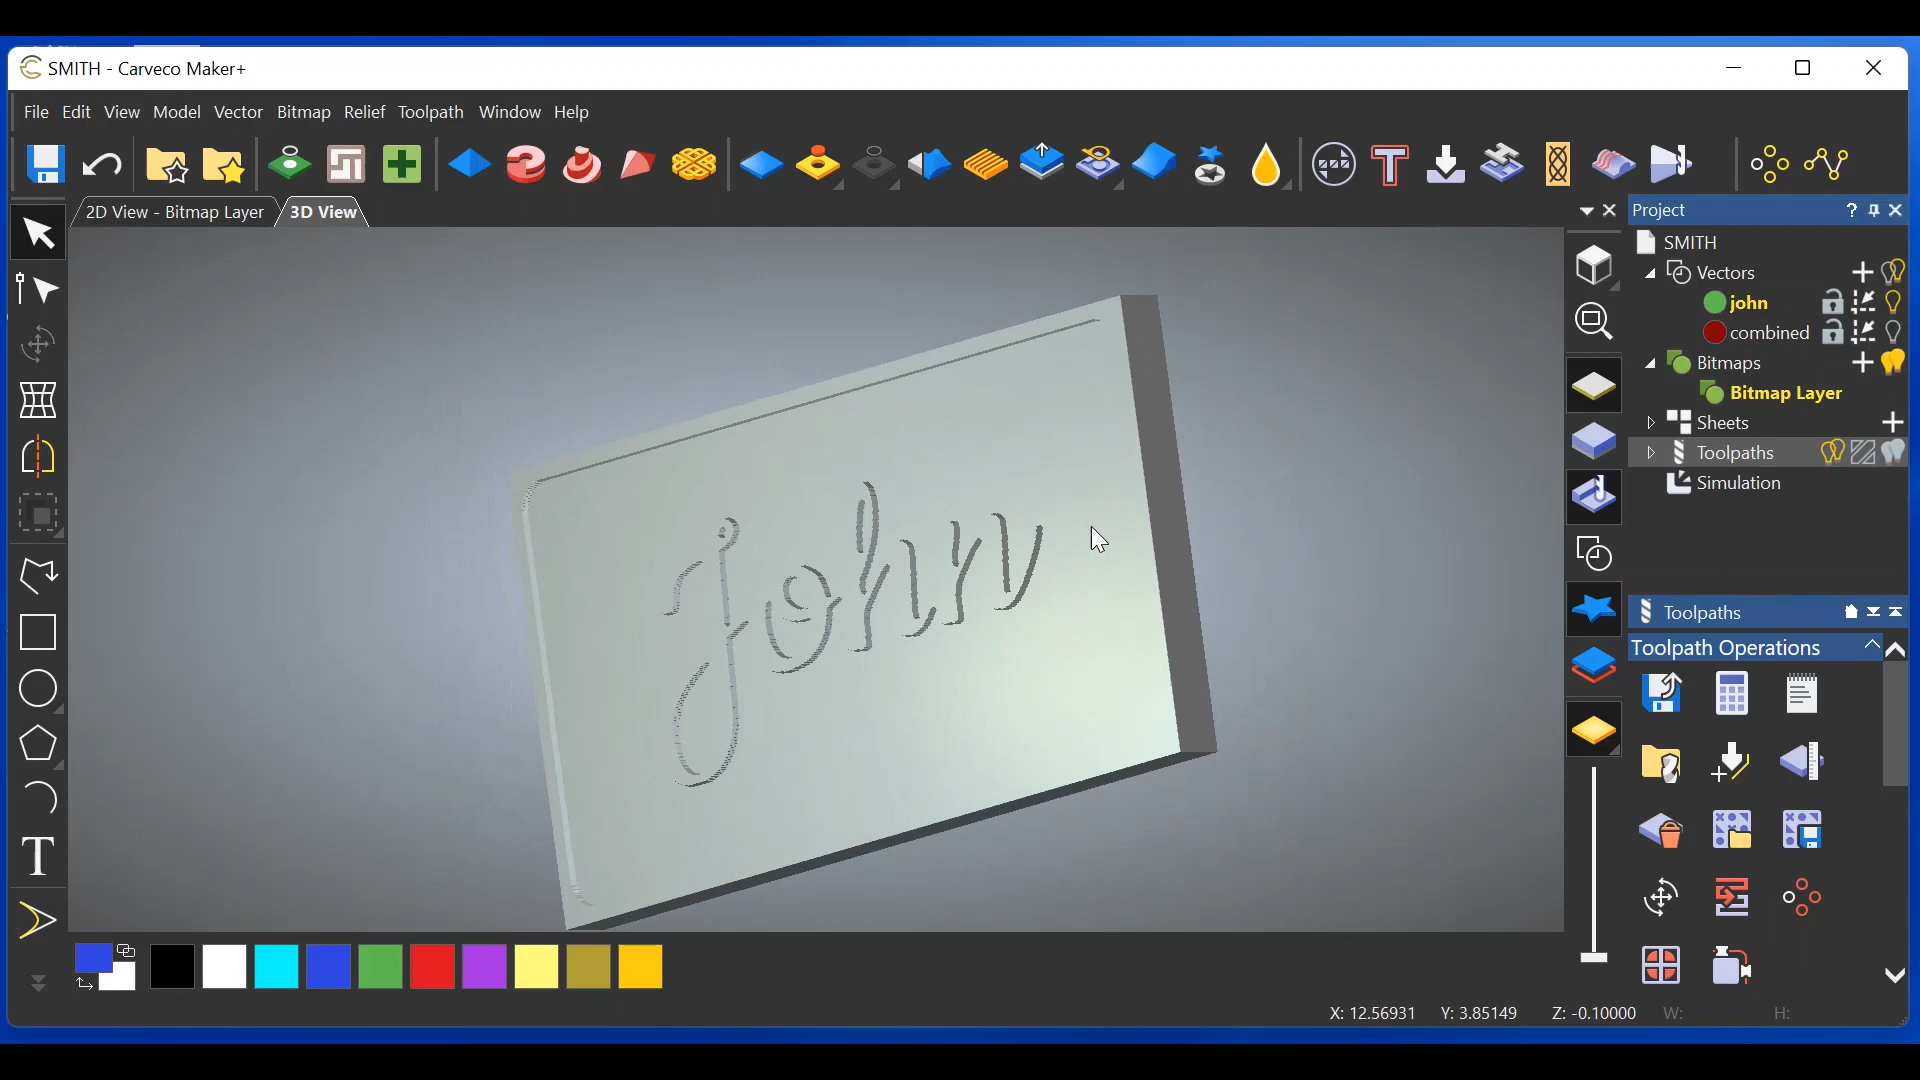 SMITH - Carveco Maker+
File Edit View Model Vector Bitmap Relief Toolpath Window Help
2D View - Bitmap Layer 3D View
Project
SMITH
Vectors
john
combined
Bitmaps
Bitmap Layer
Sheets
Toolpaths
Simulation
John
Toolpaths
Toolpath Operations
X: 12.56931 Y: 3.85149 Z: -0.10000 W: H: